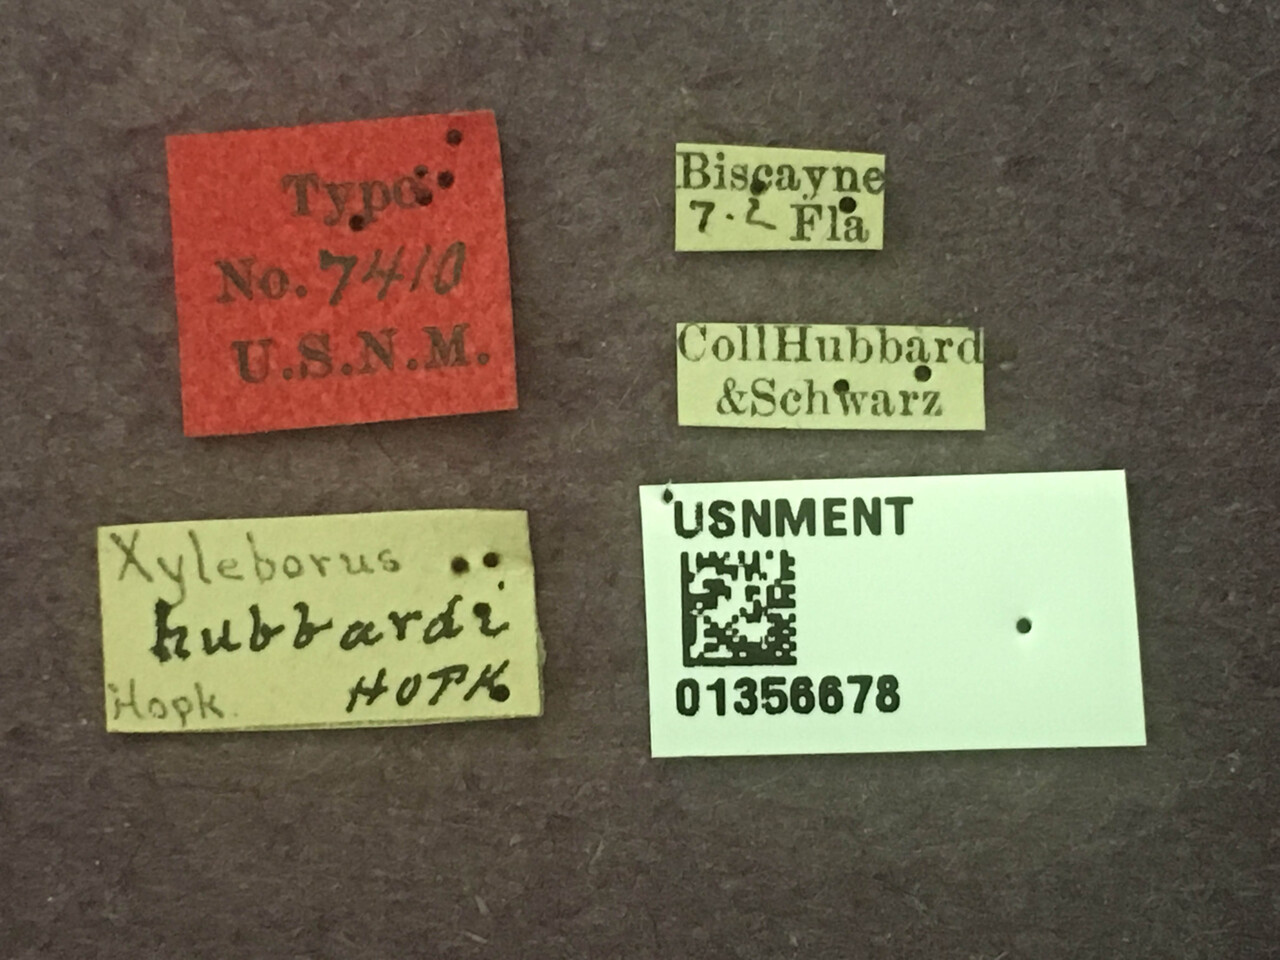 Type
No. 7410
U.S.N.M.
Biscayne
7.2 Fla
CollHubbard
&Schwarz
Xyleborus
hubbardi
Hopk. HOPK
USNMENT
01356678